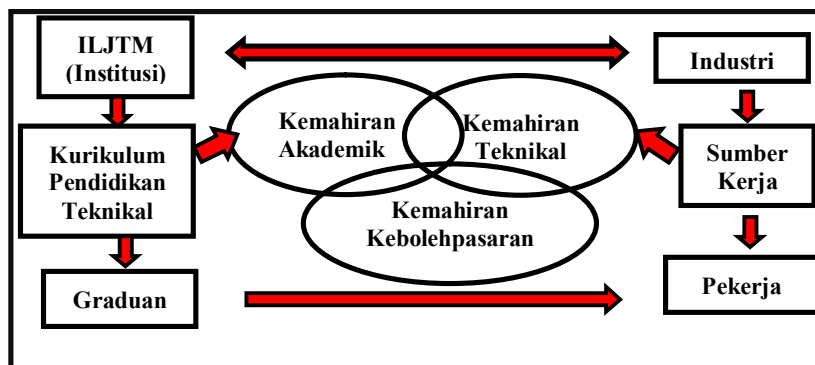 ILJTM
(Institusi)
Kurikulum
Pendidikan
Teknikal
Graduan
Kemahiran
Akademik
Kemahiran
Teknikal
Kemahiran
Kebolehpasaran
Industri
Sumber
Kerja
Pekerja